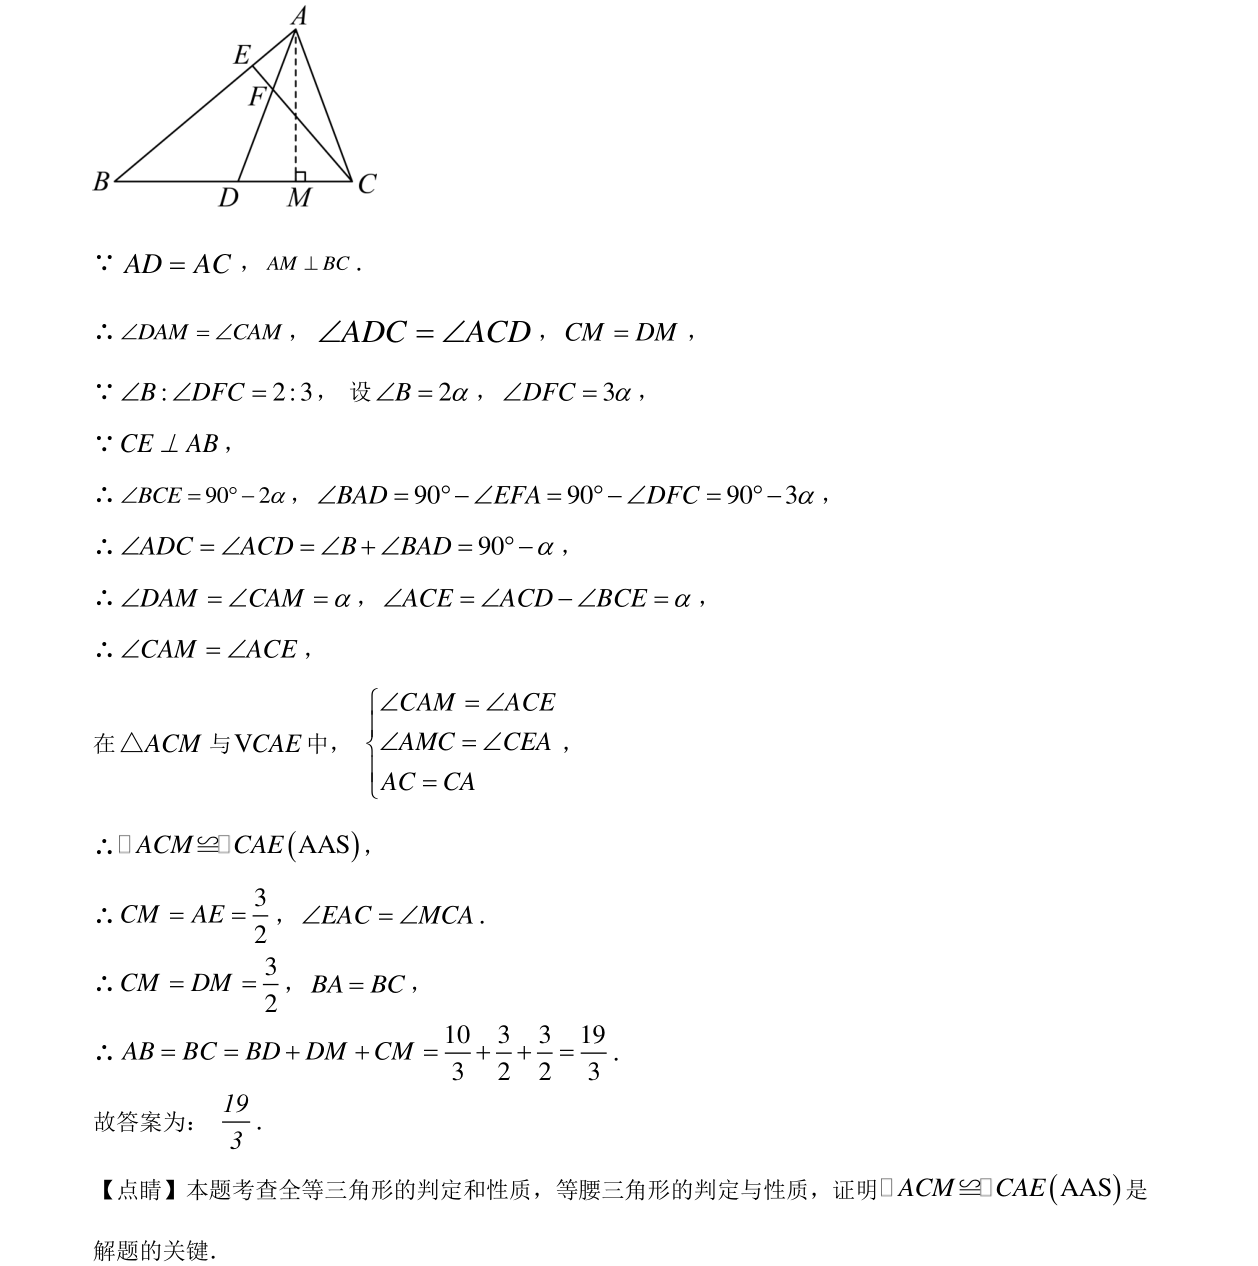 A
E
F
B
D
M
C
∵ AD = AC ， AM ⊥ BC .
∴ ∠DAM = ∠CAM ， ∠ADC = ∠ACD ， CM = DM ，
∵ ∠B : ∠DFC = 2 : 3 ， 设 ∠B = 2α ， ∠DFC = 3α ，
∵ CE ⊥ AB ，
∴ ∠BCE = 90° − 2α ， ∠BAD = 90° − ∠EFA = 90° − ∠DFC = 90° − 3α ，
∴ ∠ADC = ∠ACD = ∠B + ∠BAD = 90° − α ，
∴ ∠DAM = ∠CAM = α ， ∠ACE = ∠ACD − ∠BCE = α ，
∴ ∠CAM = ∠ACE ，
在 △ACM 与 VCAE 中， { ∠CAM = ∠ACE
∠AMC = ∠CEA ，
AC = CA
∴ □ ACM ≌ □ CAE (AAS) ，
∴ CM = AE = 3/2 ， ∠EAC = ∠MCA .
∴ CM = DM = 3/2 ， BA = BC ，
∴ AB = BC = BD + DM + CM = 10/3 + 3/2 + 3/2 = 19/3 .
故答案为： 19/3 .
【点睛】本题考查全等三角形的判定和性质，等腰三角形的判定与性质，证明 □ ACM ≌ □ CAE (AAS) 是
解题的关键．